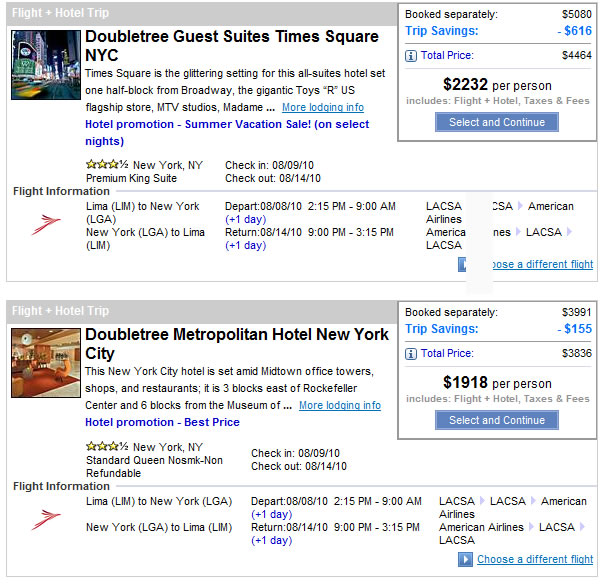 Flight + Hotel Trip
Doubletree Guest Suites Times Square
NYC
Times Square is the glittering setting for this all-suites hotel set
one half-block from Broadway, the gigantic Toys “R” US
flagship store, MTV studios, Madame ... More lodging info
Hotel promotion - Summer Vacation Sale! (on select
nights)
Booked separately: $5080
Trip Savings: - $616
Total Price: $4464
$2232 per person
includes: Flight + Hotel, Taxes & Fees
Select and Continue
New York, NY Check in: 08/09/10
Premium King Suite Check out: 08/14/10
Flight Information
Lima (LIM) to New York Depart:08/08/10 2:15 PM - 9:00 AM LACSA CSA American
(LGA) (+1 day) Airlines
New York (LGA) to Lima Return:08/14/10 9:00 PM - 3:15 PM America ines LACSA
(LIM) (+1 day) LACSA
oose a different flight
Flight + Hotel Trip
Doubletree Metropolitan Hotel New York
City
This New York City hotel is set amid Midtown office towers,
shops, and restaurants; it is 3 blocks east of Rockefeller
Center and 6 blocks from the Museum of ... More lodging info
Hotel promotion - Best Price
Booked separately: $3991
Trip Savings: - $155
Total Price: $3836
$1918 per person
includes: Flight + Hotel, Taxes & Fees
Select and Continue
New York, NY Check in: 08/09/10
Standard Queen Nosmk-Non Check out: 08/14/10
Refundable
Flight Information
Lima (LIM) to New York (LGA) Depart:08/08/10 2:15 PM - 9:00 AM LACSA LACSA American
(+1 day) Airlines
New York (LGA) to Lima (LIM) Return:08/14/10 9:00 PM - 3:15 PM American Airlines LACSA
(+1 day) LACSA
Choose a different flight